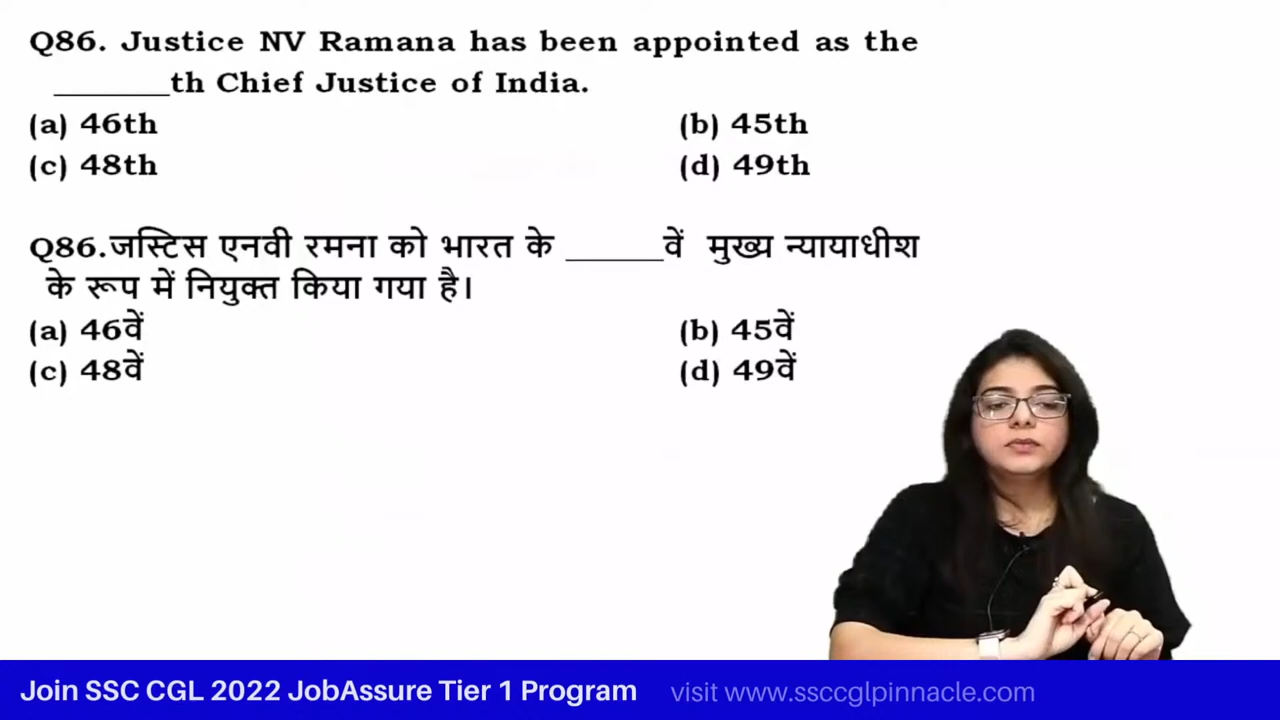 Q86. Justice NV Ramana has been appointed as the
_______th Chief Justice of India.
(a) 46th (b) 45th
(c) 48th (d) 49th
Q86.जस्टिस एनवी रमना को भारत के ______वें मुख्य न्यायाधीश
के रूप में नियुक्त किया गया है।
(a) 46वें (b) 45वें
(c) 48वें (d) 49वें
Join SSC CGL 2022 JobAssure Tier 1 Program visit www.ssccglpinnacle.com